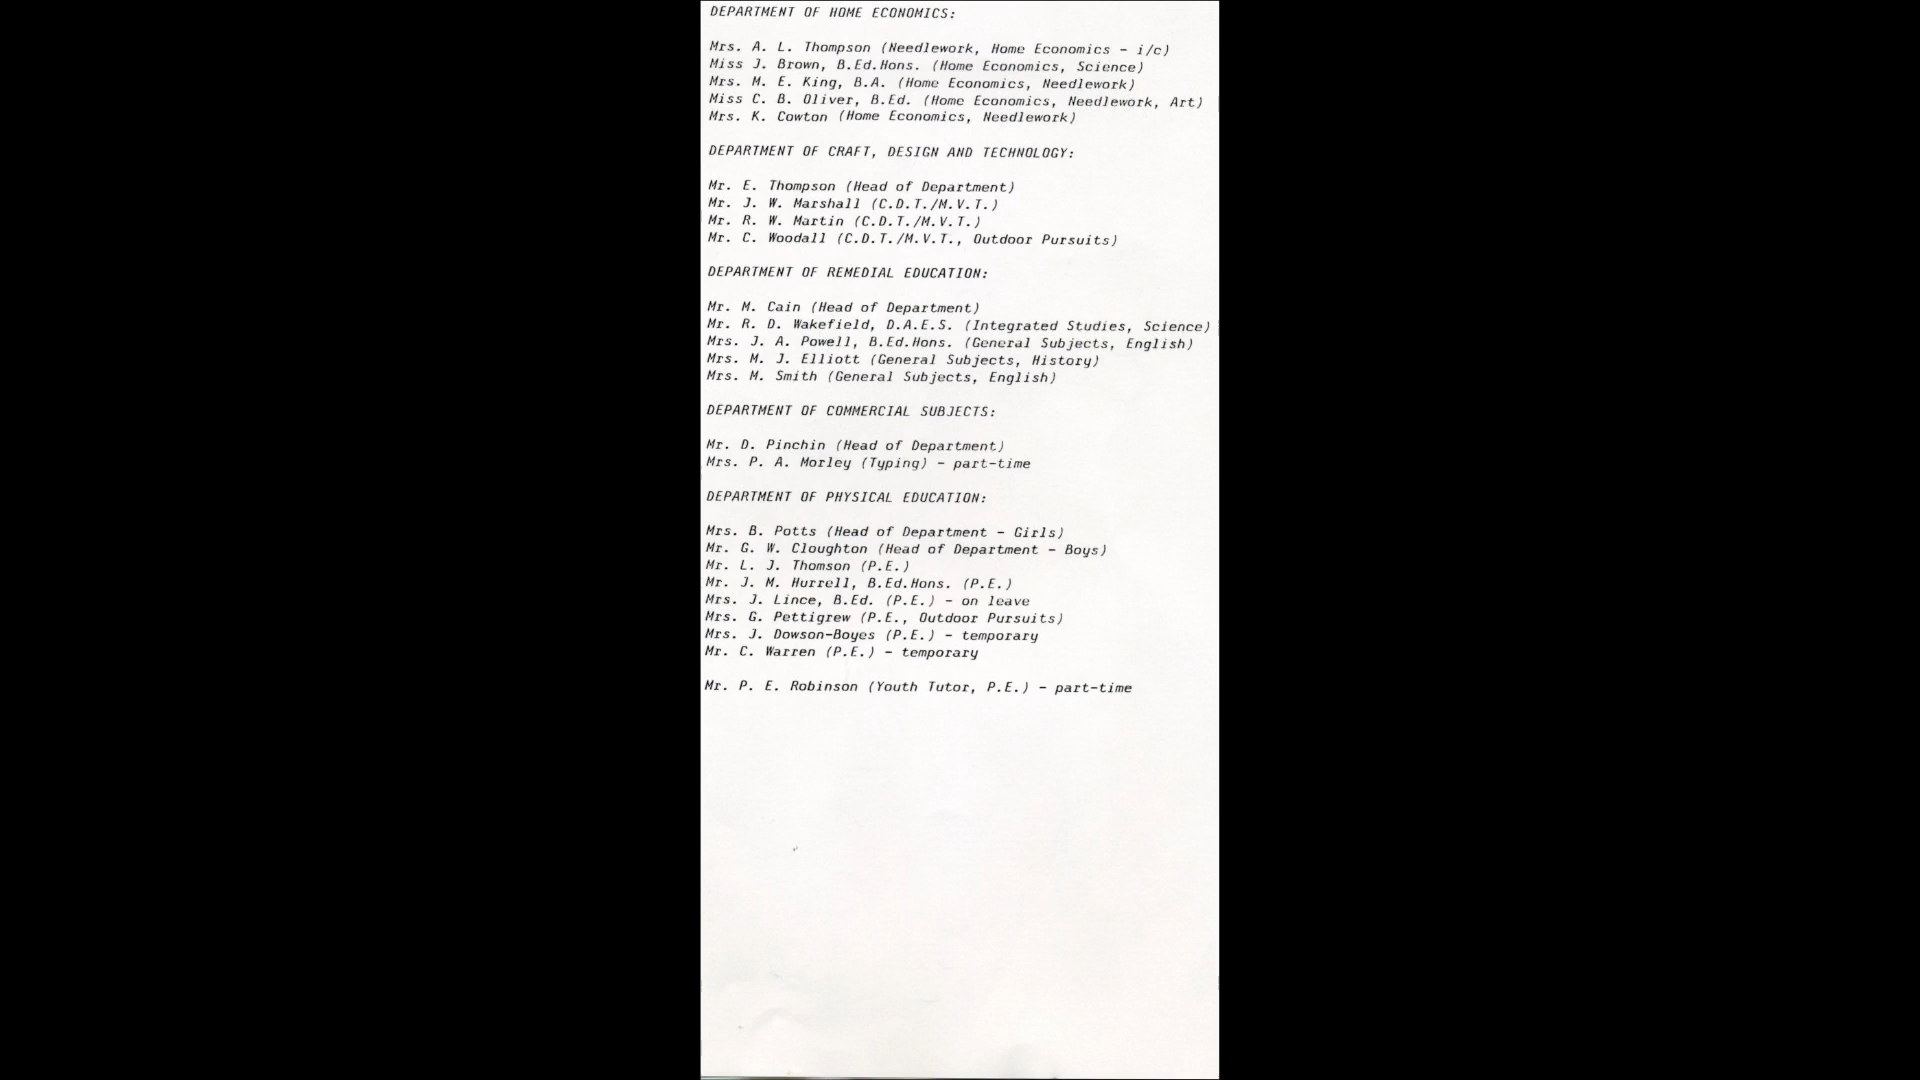 DEPARTMENT OF HOME ECONOMICS:
Mrs. A. L. Thompson (Needlework, Home Economics - i/c)
Miss J. Brown, B.Ed.Hons. (Home Economics, Science)
Mrs. M. E. King, B.A. (Home Economics, Needlework)
Miss C. B. Oliver, B.Ed. (Home Economics, Needlework, Art)
Mrs. K. Cowton (Home Economics, Needlework)
DEPARTMENT OF CRAFT, DESIGN AND TECHNOLOGY:
Mr. E. Thompson (Head of Department)
Mr. J. W. Marshall (C.D.T./M.V.T.)
Mr. R. W. Martin (C.D.T./M.V.T.)
Mr. C. Woodall (C.D.T./M.V.T., Outdoor Pursuits)
DEPARTMENT OF REMEDIAL EDUCATION:
Mr. M. Cain (Head of Department)
Mr. R. D. Wakefield, D.A.E.S. (Integrated Studies, Science)
Mrs. J. A. Powell, B.Ed.Hons. (General Subjects, English)
Mrs. M. J. Elliott (General Subjects, History)
Mrs. M. Smith (General Subjects, English)
DEPARTMENT OF COMMERCIAL SUBJECTS:
Mr. D. Pinchin (Head of Department)
Mrs. P. A. Morley (Typing) - part-time
DEPARTMENT OF PHYSICAL EDUCATION:
Mrs. B. Potts (Head of Department - Girls)
Mr. G. W. Cloughton (Head of Department - Boys)
Mr. L. J. Thomson (P.E.)
Mr. J. M. Hurrell, B.Ed.Hons. (P.E.)
Mrs. J. Lince, B.Ed. (P.E.) - on leave
Mrs. G. Pettigrew (P.E., Outdoor Pursuits)
Mrs. J. Dowson-Boyes (P.E.) - temporary
Mr. C. Warren (P.E.) - temporary
Mr. P. E. Robinson (Youth Tutor, P.E.) - part-time